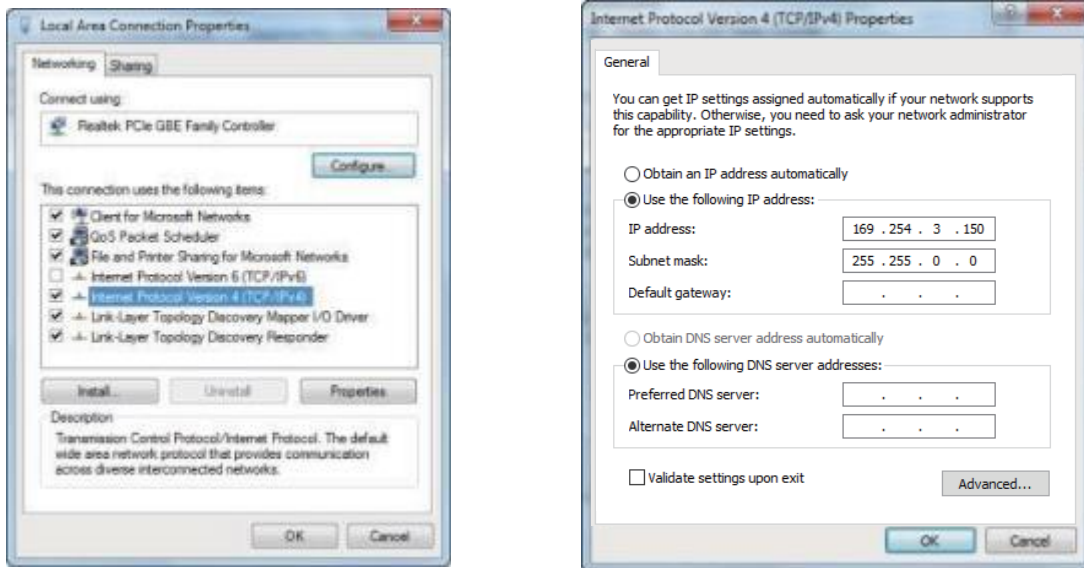 Local Area Connection Properties
Networking Sharing
Connect using:
Realtek PCIe GBE Family Controller
Configure...
This connection uses the following items:
Client for Microsoft Networks
QoS Packet Scheduler
File and Printer Sharing for Microsoft Networks
Internet Protocol Version 6 (TCP/IPv6)
Internet Protocol Version 4 (TCP/IPv4)
Link-Layer Topology Discovery Mapper I/O Driver
Link-Layer Topology Discovery Responder
Install... Uninstall Properties
Description
Transmission Control Protocol/Internet Protocol. The default
wide area network protocol that provides communication
across diverse interconnected networks.
OK Cancel
Internet Protocol Version 4 (TCP/IPv4) Properties
General
You can get IP settings assigned automatically if your network supports
this capability. Otherwise, you need to ask your network administrator
for the appropriate IP settings.
Obtain an IP address automatically
Use the following IP address:
IP address: 169 . 254 . 3 . 150
Subnet mask: 255 . 255 . 0 . 0
Default gateway: . . .
Obtain DNS server address automatically
Use the following DNS server addresses:
Preferred DNS server: . . .
Alternate DNS server: . . .
Validate settings upon exit
Advanced...
OK Cancel